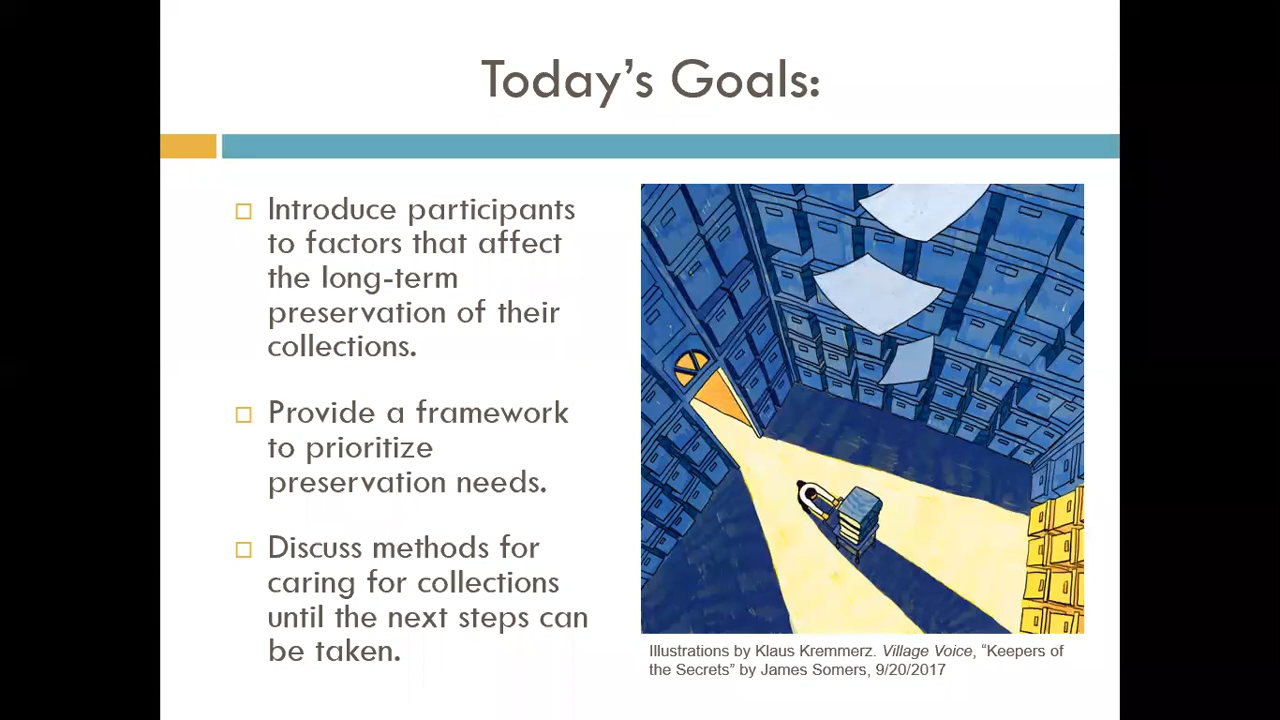 Today’s Goals:
Introduce participants
to factors that affect
the long-term
preservation of their
collections.
Provide a framework
to prioritize
preservation needs.
Discuss methods for
caring for collections
until the next steps can
be taken.
Illustrations by Klaus Kremmerz. Village Voice, “Keepers of
the Secrets” by James Somers, 9/20/2017